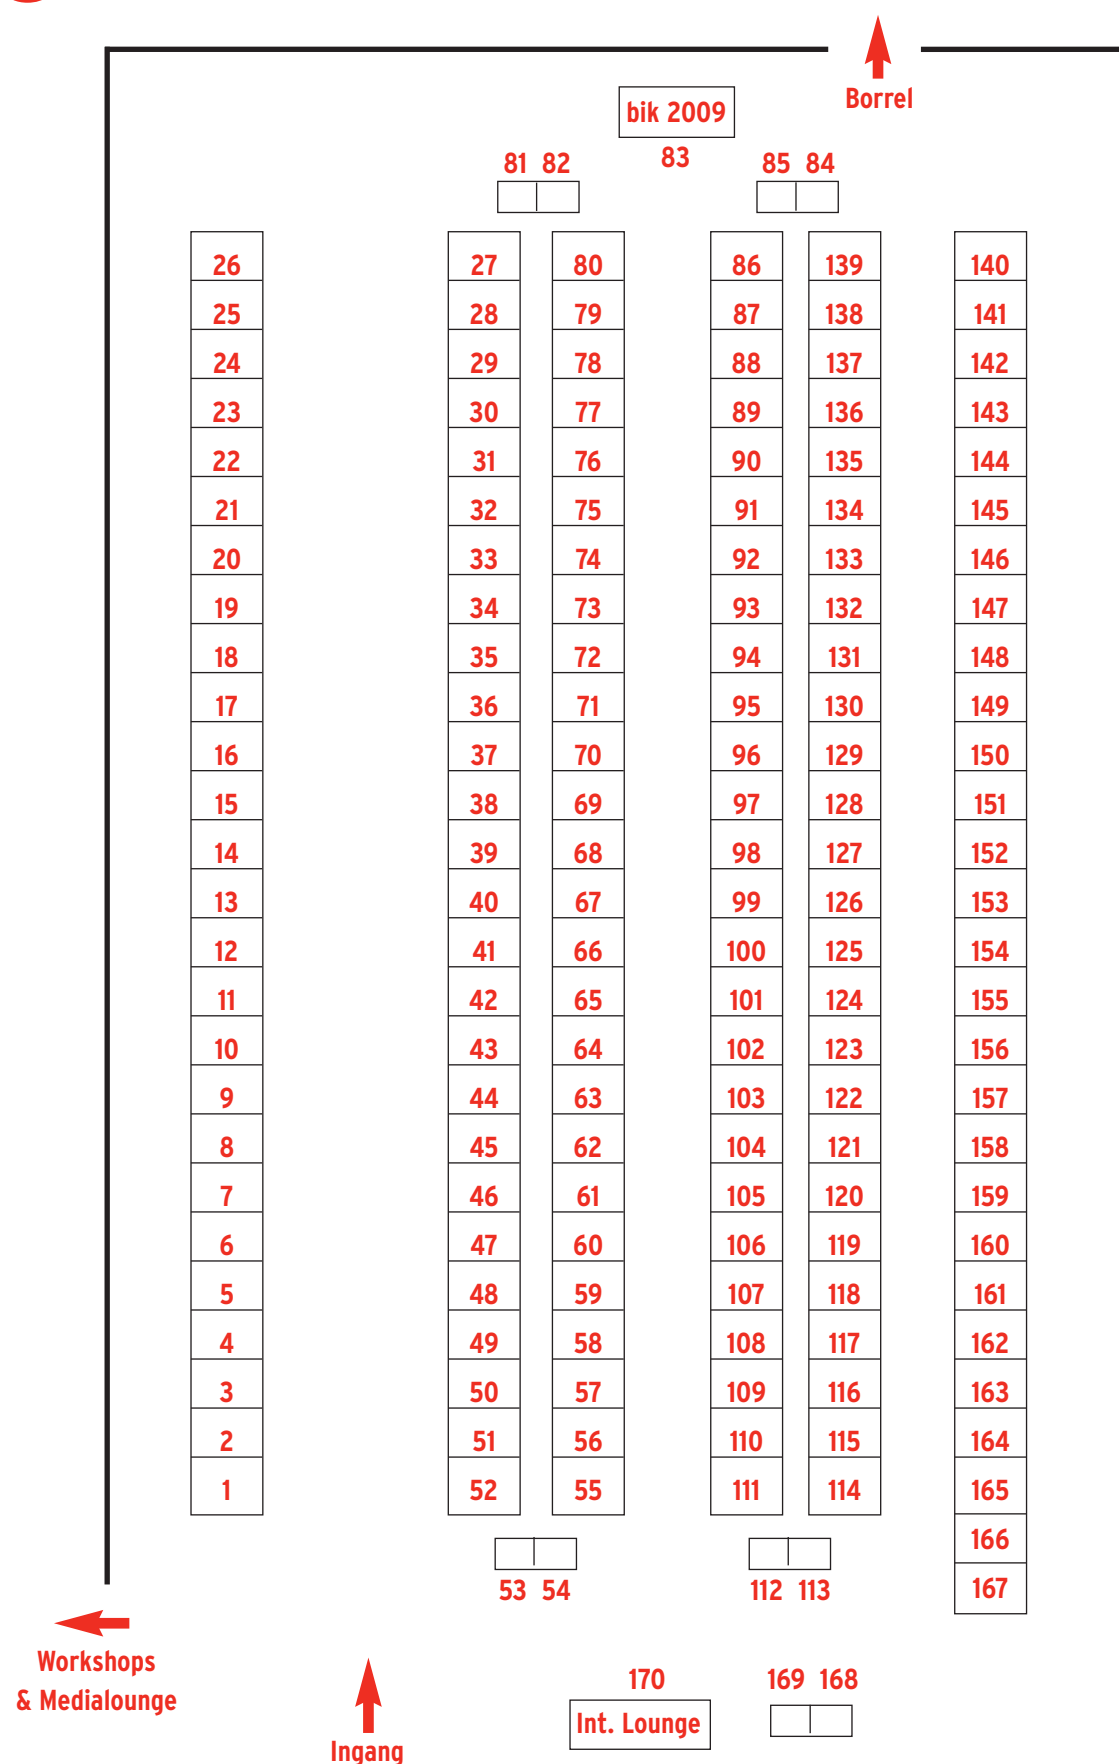 Borrel
bik 2009
83
81 82
85 84
26 27 80 86 139 140
25 28 79 87 138 141
24 29 78 88 137 142
23 30 77 89 136 143
22 31 76 90 135 144
21 32 75 91 134 145
20 33 74 92 133 146
19 34 73 93 132 147
18 35 72 94 131 148
17 36 71 95 130 149
16 37 70 96 129 150
15 38 69 97 128 151
14 39 68 98 127 152
13 40 67 99 126 153
12 41 66 100 125 154
11 42 65 101 124 155
10 43 64 102 123 156
9 44 63 103 122 157
8 45 62 104 121 158
7 46 61 105 120 159
6 47 60 106 119 160
5 48 59 107 118 161
4 49 58 108 117 162
3 50 57 109 116 163
2 51 56 110 115 164
1 52 55 111 114 165
166
53 54 112 113 167
Workshops
& Medialounge
170 169 168
Int. Lounge
Ingang